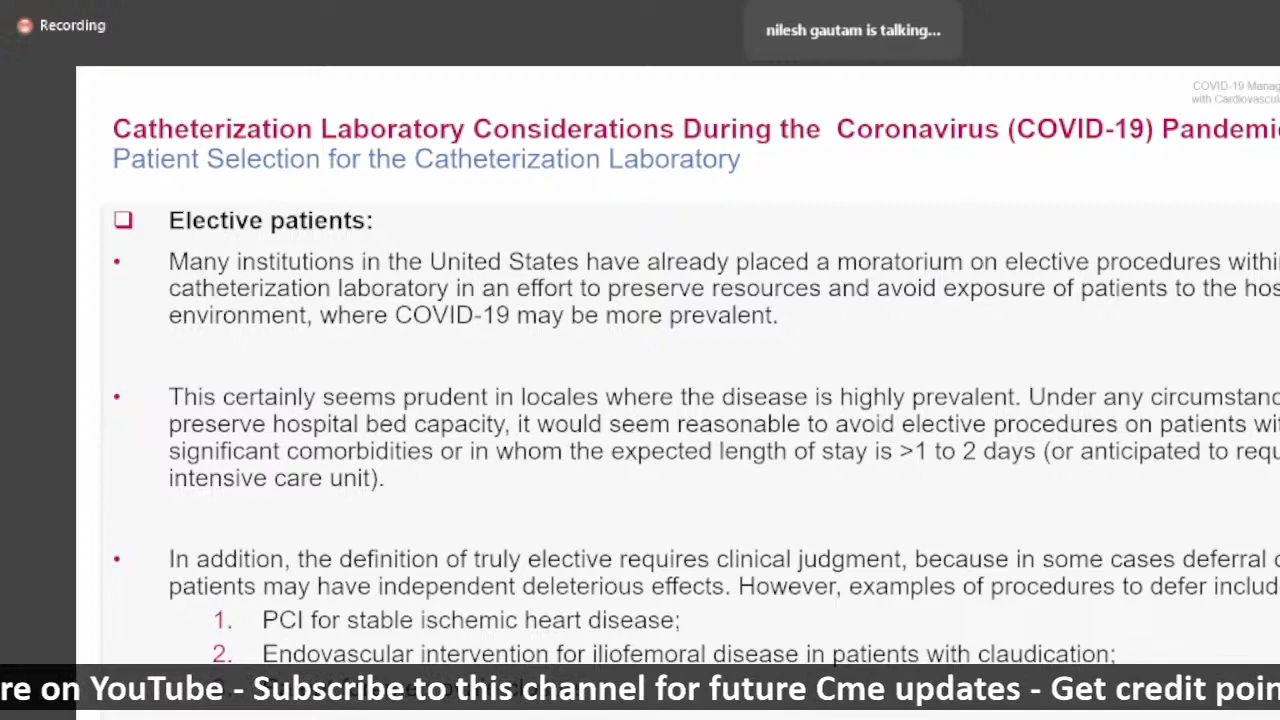 Recording
nilesh gautam is talking...
COVID-19 Manag
with Cardiovascula
Catheterization Laboratory Considerations During the Coronavirus (COVID-19) Pandemic
Patient Selection for the Catheterization Laboratory
Elective patients:
• Many institutions in the United States have already placed a moratorium on elective procedures within
catheterization laboratory in an effort to preserve resources and avoid exposure of patients to the hos
environment, where COVID-19 may be more prevalent.
• This certainly seems prudent in locales where the disease is highly prevalent. Under any circumstanc
preserve hospital bed capacity, it would seem reasonable to avoid elective procedures on patients wit
significant comorbidities or in whom the expected length of stay is >1 to 2 days (or anticipated to requ
intensive care unit).
• In addition, the definition of truly elective requires clinical judgment, because in some cases deferral o
patients may have independent deleterious effects. However, examples of procedures to defer includ
1. PCI for stable ischemic heart disease;
2. Endovascular intervention for iliofemoral disease in patients with claudication;
re on YouTube - Subscribe to this channel for future Cme updates - Get credit poin